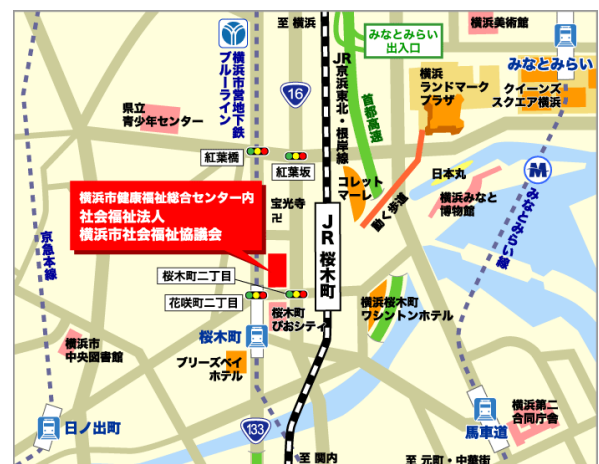 至 横浜
みなとみらい
出入口
横浜美術館
横浜市営地下鉄
ブルーライン
JR
京浜東北・根岸線
首都高速
横浜
ランドマーク
プラザ
みなとみらい
クイーンズ
スクエア横浜
16
県立
青少年センター
紅葉橋
紅葉坂
コレット
マーレ
動く歩道
日本丸
横浜みなと
博物館
M
みなとみらい線
横浜市健康福祉総合センター内
社会福祉法人
横浜市社会福祉協議会
宝光寺
卍
JR 桜木町
京急本線
桜木町二丁目
花咲町二丁目
桜木町
ぴおシティ
横浜桜木町
ワシントンホテル
桜木町
横浜市
中央図書館
ブリーズベイ
ホテル
日ノ出町
133
馬車道
横浜第二
合同庁舎
至 関内
至 元町・中華街